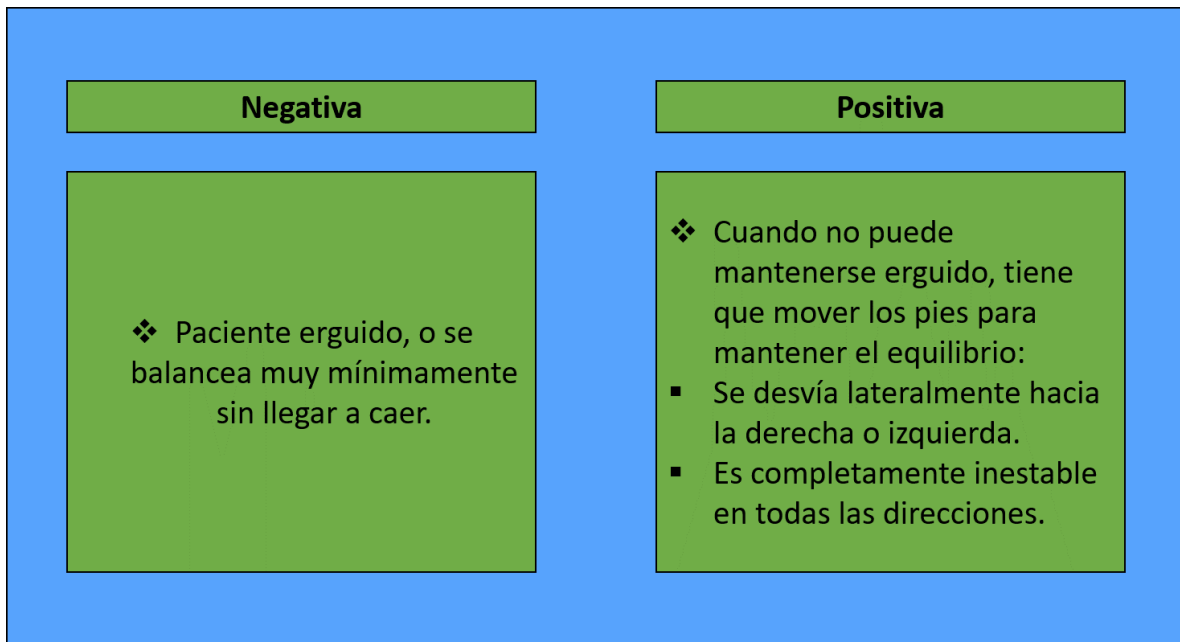 Negativa
Positiva
❖ Paciente erguido, o se
balancea muy mínimamente
sin llegar a caer.
❖ Cuando no puede
mantenerse erguido, tiene
que mover los pies para
mantener el equilibrio:
▪ Se desvía lateralmente hacia
la derecha o izquierda.
▪ Es completamente inestable
en todas las direcciones.